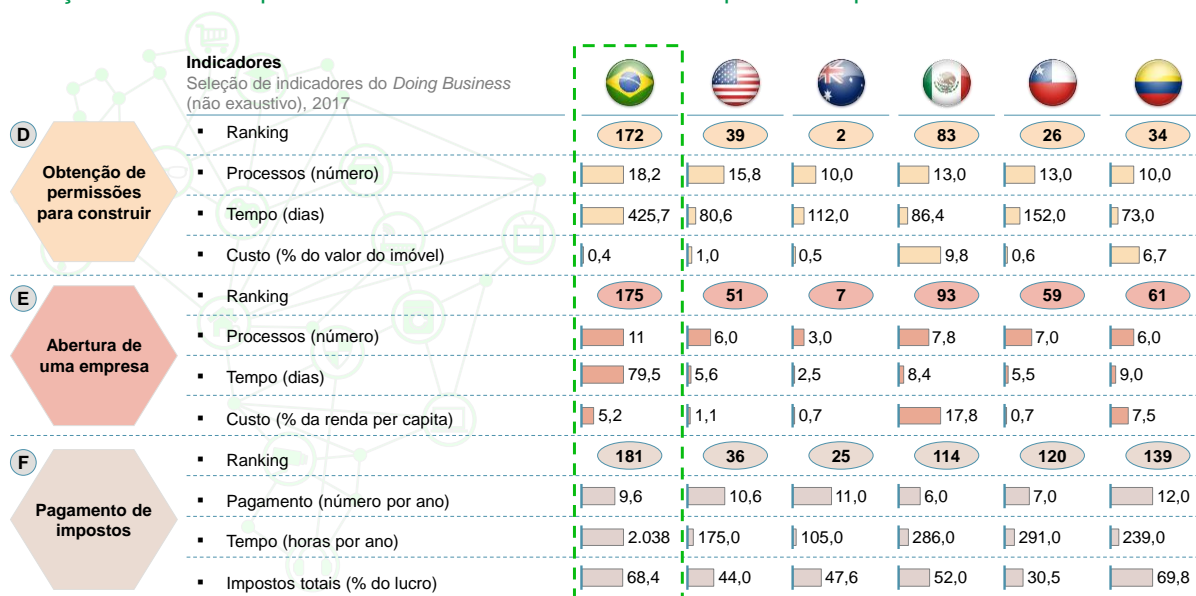 Indicadores
Seleção de indicadores do Doing Business
(não exaustivo), 2017
D
Obtenção de
permissões
para construir
▪ Ranking 172 39 2 83 26 34
▪ Processos (número) 18,2 15,8 10,0 13,0 13,0 10,0
▪ Tempo (dias) 425,7 80,6 112,0 86,4 152,0 73,0
▪ Custo (% do valor do imóvel) 0,4 1,0 0,5 9,8 0,6 6,7
E
Abertura de
uma empresa
▪ Ranking 175 51 7 93 59 61
▪ Processos (número) 11 6,0 3,0 7,8 7,0 6,0
▪ Tempo (dias) 79,5 5,6 2,5 8,4 5,5 9,0
▪ Custo (% da renda per capita) 5,2 1,1 0,7 17,8 0,7 7,5
F
Pagamento de
impostos
▪ Ranking 181 36 25 114 120 139
▪ Pagamento (número por ano) 9,6 10,6 11,0 6,0 7,0 12,0
▪ Tempo (horas por ano) 2.038 175,0 105,0 286,0 291,0 239,0
▪ Impostos totais (% do lucro) 68,4 44,0 47,6 52,0 30,5 69,8